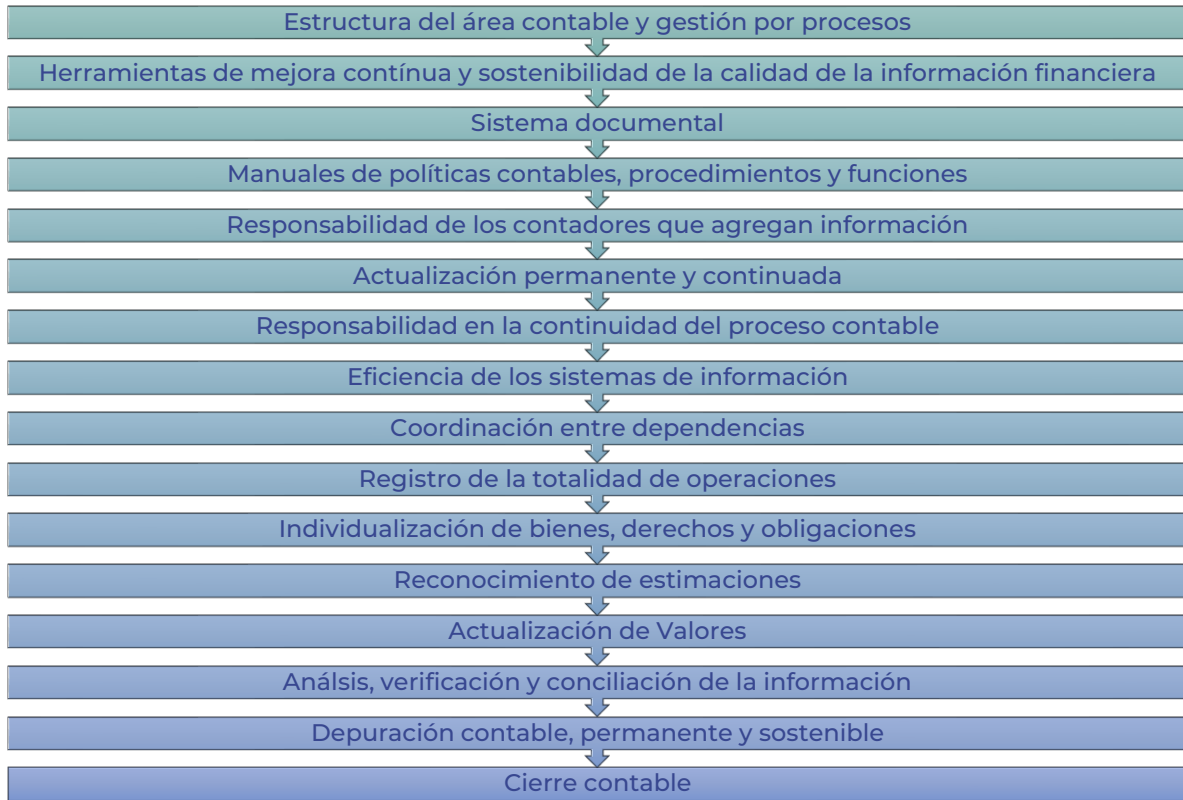 Estructura del área contable y gestión por procesos
Herramientas de mejora contínua y sostenibilidad de la calidad de la información financiera
Sistema documental
Manuales de políticas contables, procedimientos y funciones
Responsabilidad de los contadores que agregan información
Actualización permanente y continuada
Responsabilidad en la continuidad del proceso contable
Eficiencia de los sistemas de información
Coordinación entre dependencias
Registro de la totalidad de operaciones
Individualización de bienes, derechos y obligaciones
Reconocimiento de estimaciones
Actualización de Valores
Análsis, verificación y conciliación de la información
Depuración contable, permanente y sostenible
Cierre contable